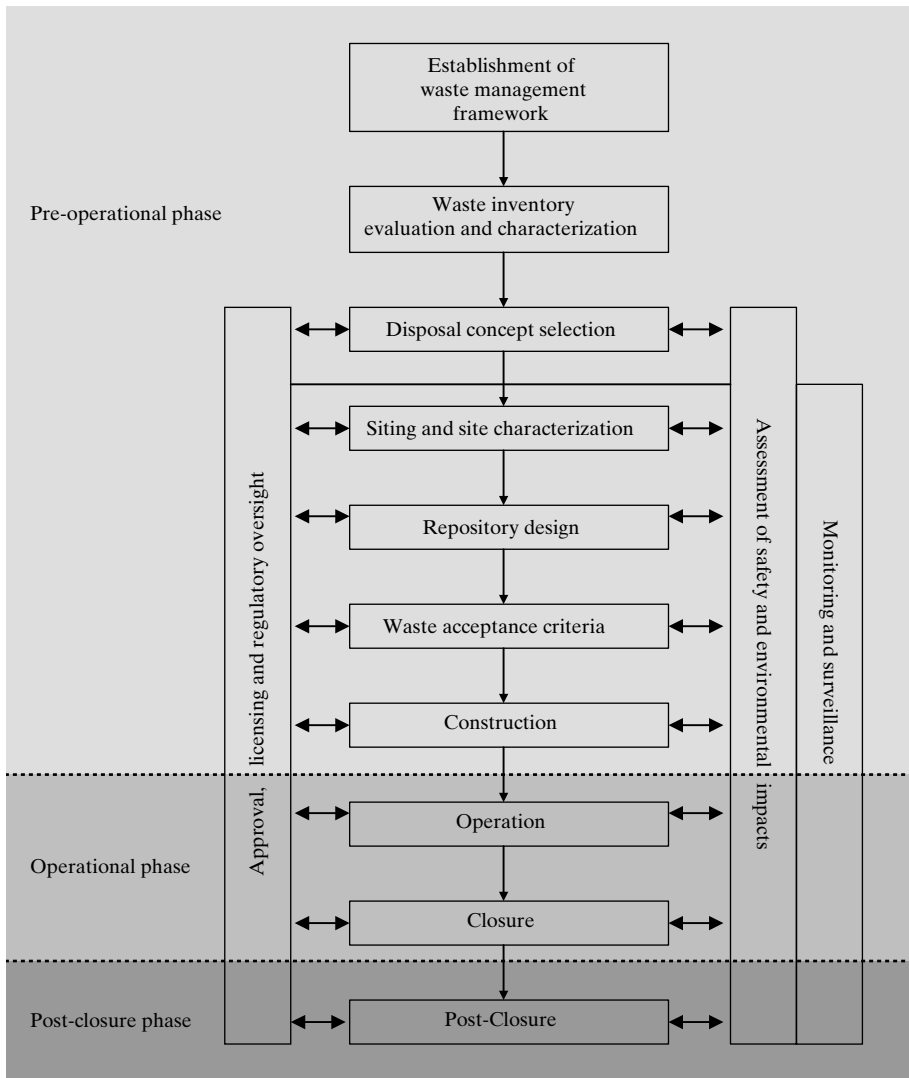 Establishment of
waste management
framework
Pre-operational phase
Waste inventory
evaluation and characterization
Disposal concept selection
Siting and site characterization
Repository design
Waste acceptance criteria
Construction
Approval, licensing and regulatory oversight
Assessment of safety and environmental impacts
Monitoring and surveillance
Operation
Operational phase
Closure
Post-closure phase
Post-Closure